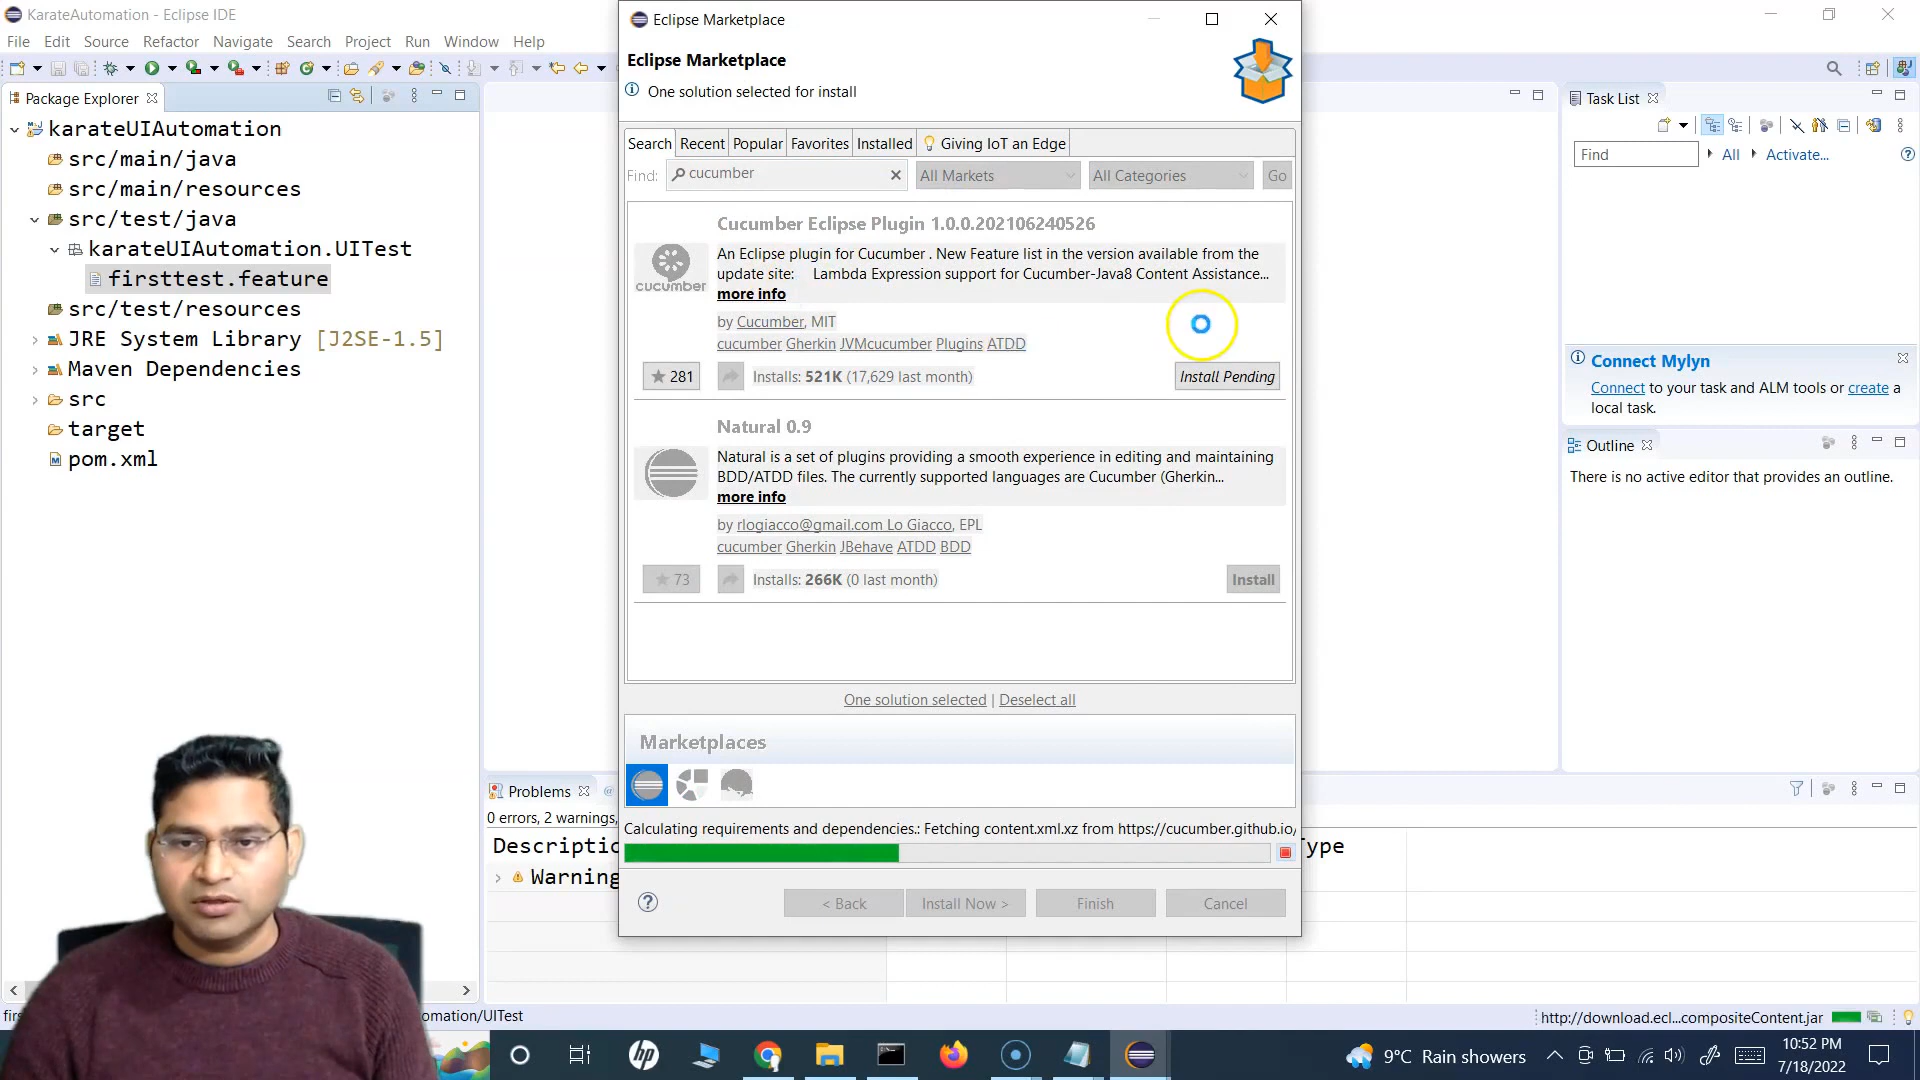 KarateAutomation - Eclipse IDE
File Edit Source Refactor Navigate Search Project Run Window Help
Package Explorer
karateUIAutomation
src/main/java
src/main/resources
src/test/java
karateUIAutomation.UITest
firsttest.feature
src/test/resources
JRE System Library [J2SE-1.5]
Maven Dependencies
src
target
pom.xml
Eclipse Marketplace
Eclipse Marketplace
One solution selected for install
Search Recent Popular Favorites Installed Giving IoT an Edge
Find: cucumber All Markets All Categories Go
Cucumber Eclipse Plugin 1.0.0.202106240526
cucumber
An Eclipse plugin for Cucumber . New Feature list in the version available from the
update site: Lambda Expression support for Cucumber-Java8 Content Assistance...
more info
by Cucumber, MIT
cucumber Gherkin JVMcucumber Plugins ATDD
281 Installs: 521K (17,629 last month) Install Pending
Natural 0.9
Natural is a set of plugins providing a smooth experience in editing and maintaining
BDD/ATDD files. The currently supported languages are Cucumber (Gherkin...
more info
by rlogiacco@gmail.com Lo Giacco, EPL
cucumber Gherkin JBehave ATDD BDD
73 Installs: 266K (0 last month) Install
One solution selected | Deselect all
Marketplaces
Calculating requirements and dependencies.: Fetching content.xml.xz from https://cucumber.github.io/
< Back Install Now > Finish Cancel
Task List
Find All Activate...
Connect Mylyn
Connect to your task and ALM tools or create a
local task.
Outline
There is no active editor that provides an outline.
Problems
0 errors, 2 warnings,
Descriptio Type
Warning
firs omation/UITest
http://download.ecl...compositeContent.jar
9°C Rain showers
10:52 PM
7/18/2022